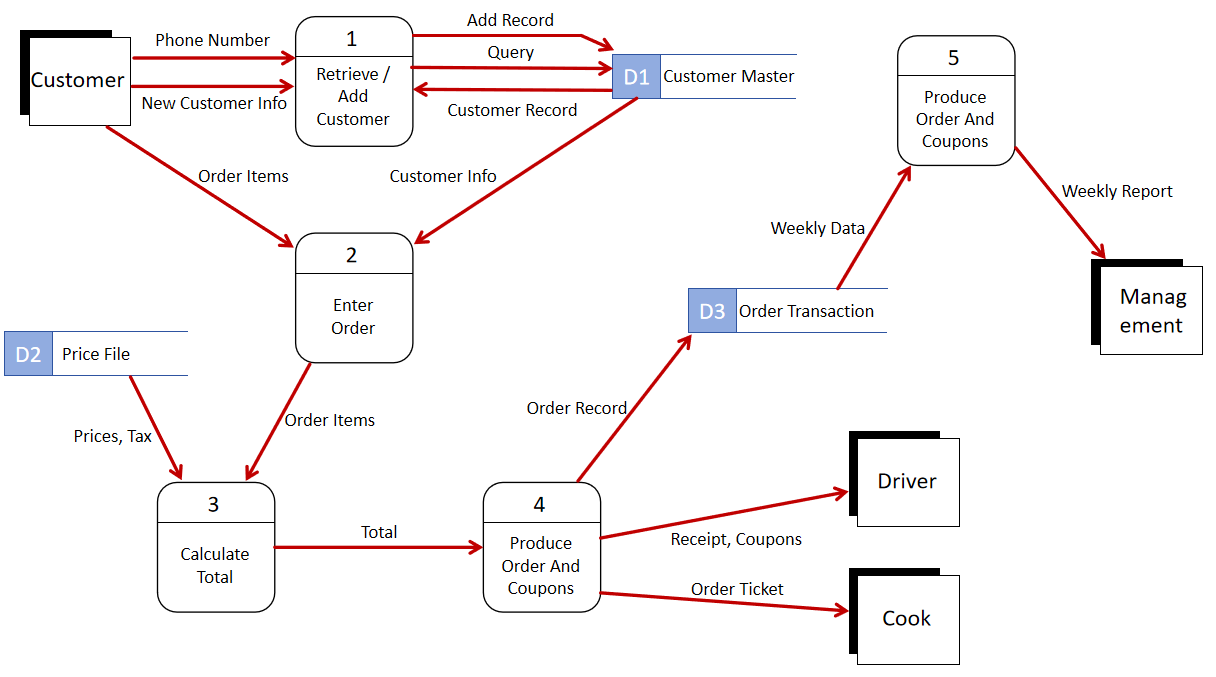 Add Record
1
Phone Number
Query
Customer
Retrieve /
Add
Customer
D1
Customer Master
New Customer Info
Customer Record
5
Produce
Order And
Coupons
Order Items
Customer Info
Weekly Report
Weekly Data
2
Enter
Order
Manag
ement
D3
Order Transaction
D2
Price File
Order Record
Order Items
Prices, Tax
Driver
3
Calculate
Total
Total
4
Produce
Order And
Coupons
Receipt, Coupons
Order Ticket
Cook